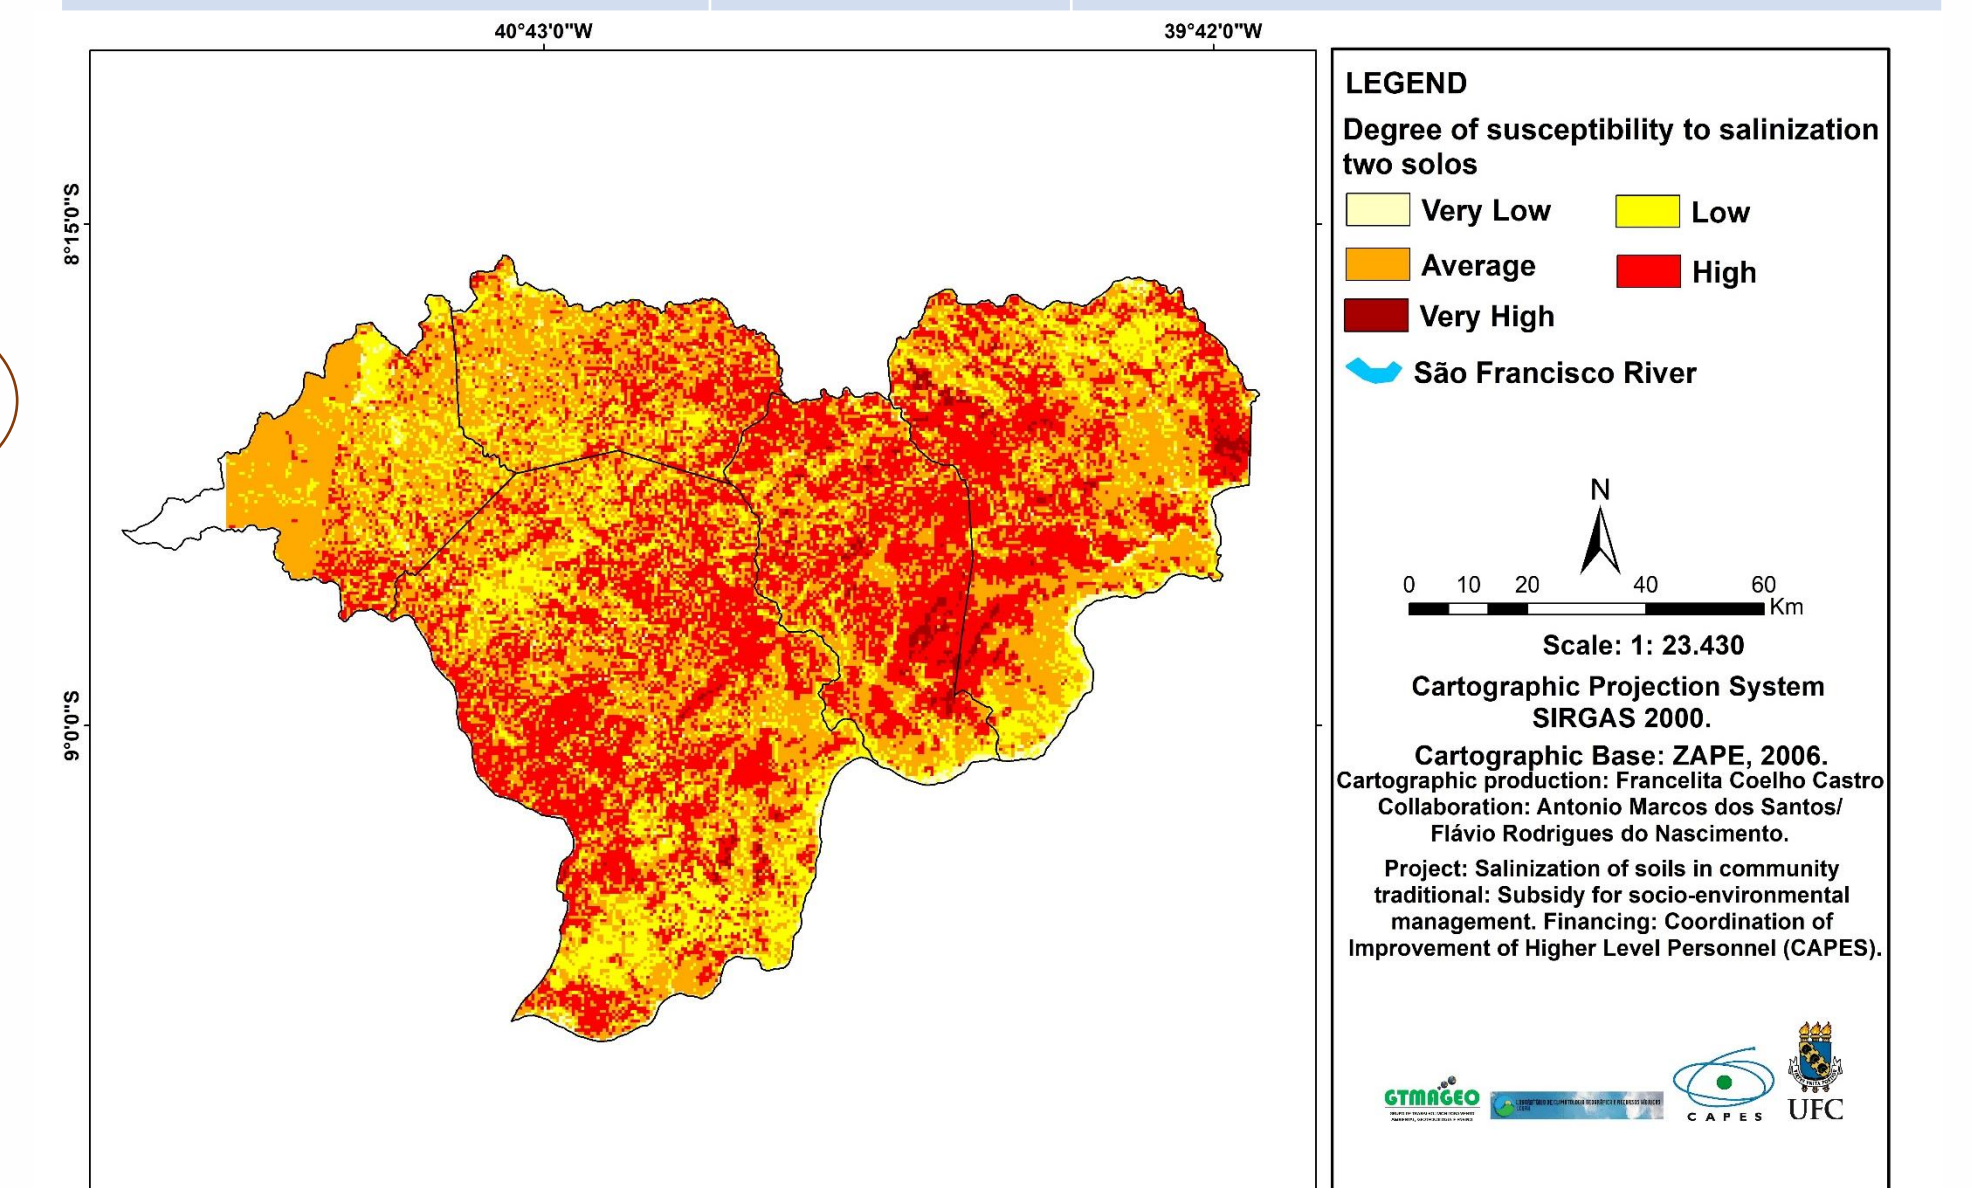 40°43'0"W
39°42'0"W
8°15'0"S
9°0'0"S
LEGEND
Degree of susceptibility to salinization
two solos
Very Low
Low
Average
High
Very High
São Francisco River
N
0 10 20 40 60
Km
Scale: 1: 23.430
Cartographic Projection System
SIRGAS 2000.
Cartographic Base: ZAPE, 2006.
Cartographic production: Francelita Coelho Castro
Collaboration: Antonio Marcos dos Santos/
Flávio Rodrigues do Nascimento.
Project: Salinization of soils in community
traditional: Subsidy for socio-environmental
management. Financing: Coordination of
Improvement of Higher Level Personnel (CAPES).
GTMAGEO
CAPES
UFC